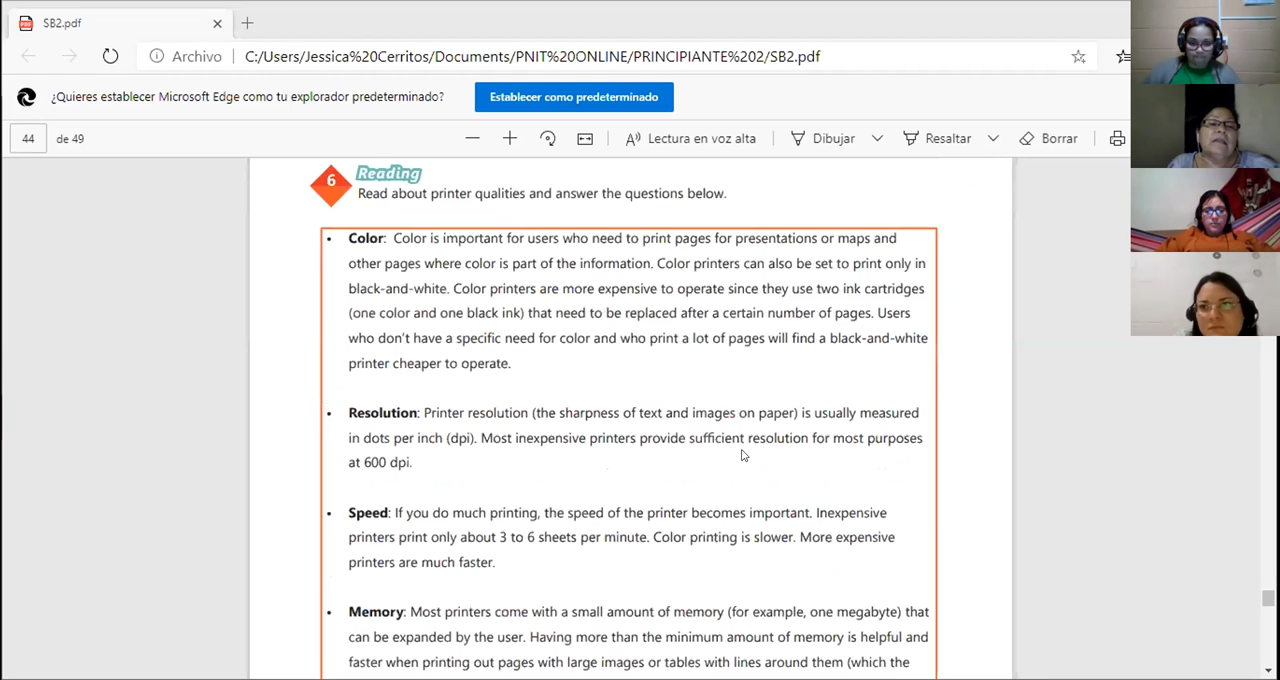 SB2.pdf
Archivo C:/Users/Jessica%20Cerritos/Documents/PNIT%20ONLINE/PRINCIPIANTE%202/SB2.pdf
¿Quieres establecer Microsoft Edge como tu explorador predeterminado? Establecer como predeterminado
44 de 49 Lectura en voz alta Dibujar Resaltar Borrar
6 Reading
Read about printer qualities and answer the questions below.
• Color: Color is important for users who need to print pages for presentations or maps and
other pages where color is part of the information. Color printers can also be set to print only in
black-and-white. Color printers are more expensive to operate since they use two ink cartridges
(one color and one black ink) that need to be replaced after a certain number of pages. Users
who don't have a specific need for color and who print a lot of pages will find a black-and-white
printer cheaper to operate.
• Resolution: Printer resolution (the sharpness of text and images on paper) is usually measured
in dots per inch (dpi). Most inexpensive printers provide sufficient resolution for most purposes
at 600 dpi.
• Speed: If you do much printing, the speed of the printer becomes important. Inexpensive
printers print only about 3 to 6 sheets per minute. Color printing is slower. More expensive
printers are much faster.
• Memory: Most printers come with a small amount of memory (for example, one megabyte) that
can be expanded by the user. Having more than the minimum amount of memory is helpful and
faster when printing out pages with large images or tables with lines around them (which the